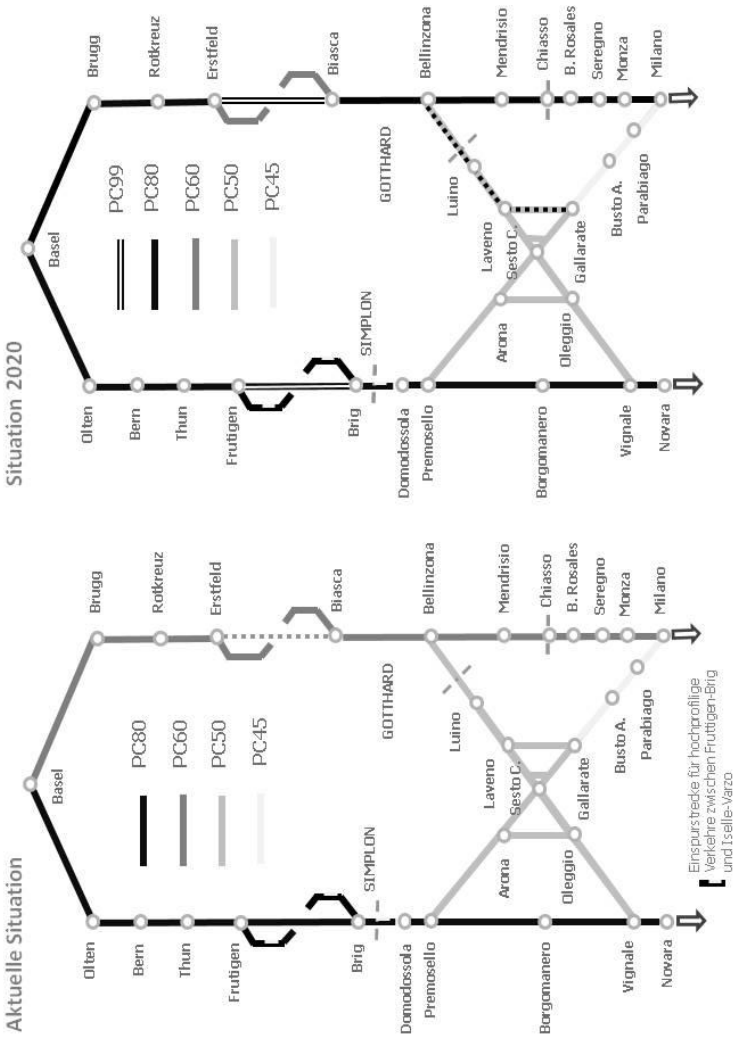 Aktuelle Situation
Basel
Olten
Bern
Thun
Frutigen
Brig
SIMPLON
Domodossola
Premosello
Borgomanero
Vignale
Novara
Brugg
Rotkreuz
Erstfeld
Biasca
GOTTHARD
Bellinzona
Luino
Laveno
Sesto C.
Gallarate
Arona
Oleggio
Busto A.
Parabiago
Mendrisio
Chiasso
B. Rosales
Seregno
Monza
Milano
PC80
PC60
PC50
PC45
Einspurstrecke für hochprofilige
Verkehre zwischen Fruttigen-Brig
und Iselle-Varzo
Situation 2020
Basel
Olten
Bern
Thun
Frutigen
Brig
SIMPLON
Domodossola
Premosello
Borgomanero
Vignale
Novara
Brugg
Rotkreuz
Erstfeld
Biasca
GOTTHARD
Bellinzona
Luino
Laveno
Sesto C.
Gallarate
Arona
Oleggio
Busto A.
Parabiago
Mendrisio
Chiasso
B. Rosales
Seregno
Monza
Milano
PC99
PC80
PC60
PC50
PC45